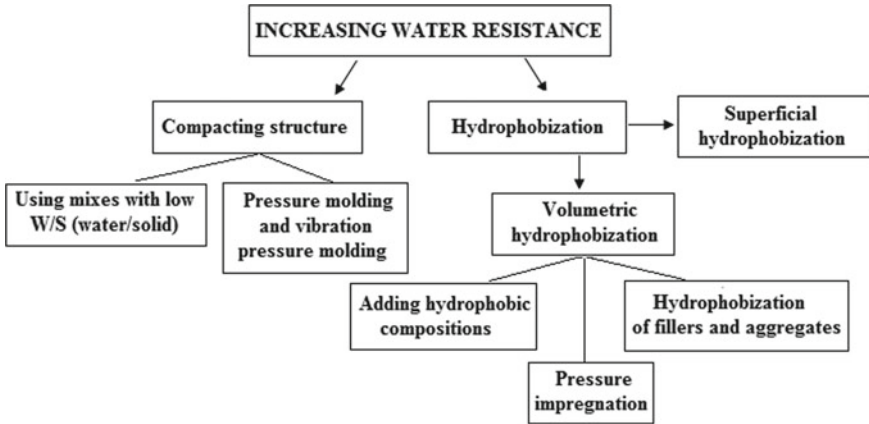 INCREASING WATER RESISTANCE
Compacting structure
Hydrophobization
Superficial
hydrophobization
Using mixes with low
W/S (water/solid)
Pressure molding
and vibration
pressure molding
Volumetric
hydrophobization
Adding hydrophobic
compositions
Hydrophobization
of fillers and aggregates
Pressure
impregnation